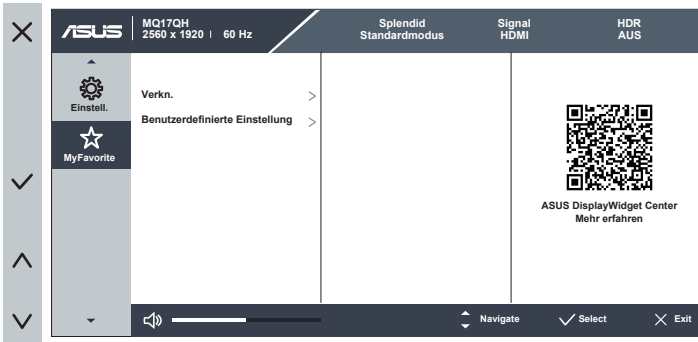 ASUS
MQ17QH
2560 x 1920 | 60 Hz
Splendid
Standardmodus
Signal
HDMI
HDR
AUS
Einstell.
MyFavorite
Verkn. >
Benutzerdefinierte Einstellung >
ASUS DisplayWidget Center
Mehr erfahren
Navigate
Select
Exit